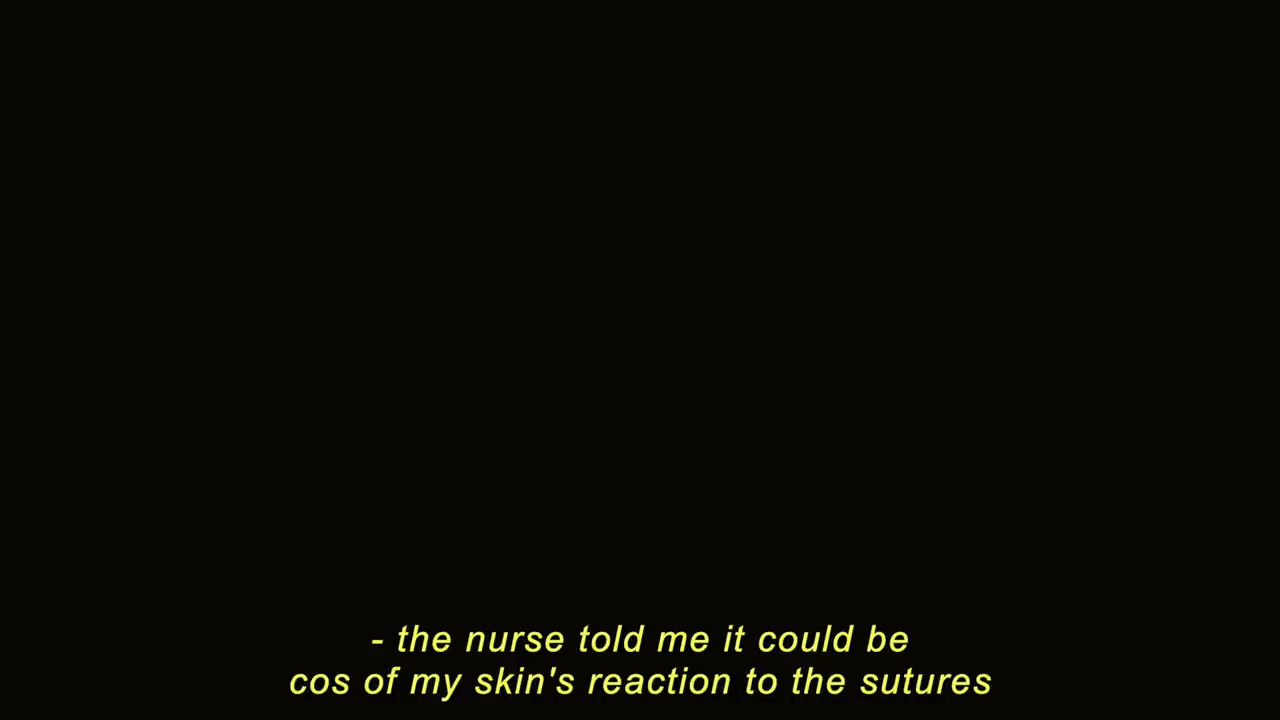 - the nurse told me it could be
cos of my skin's reaction to the sutures